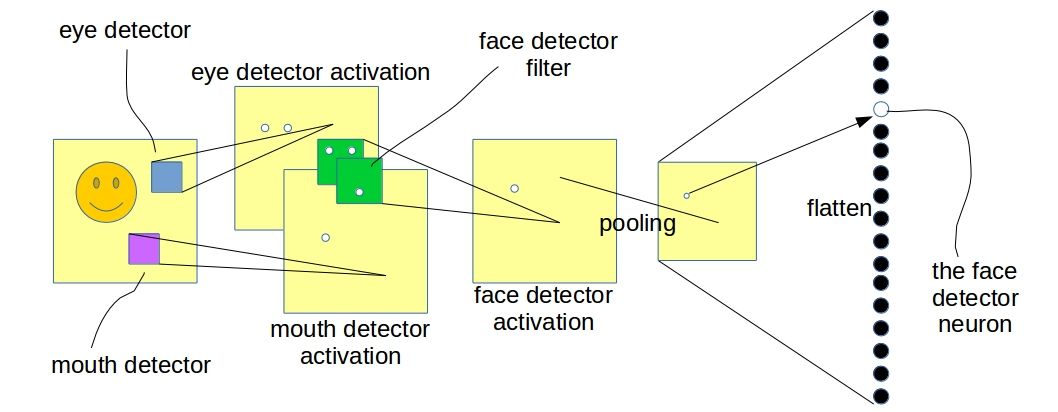 eye detector
eye detector activation
face detector
filter
pooling
flatten
face detector
activation
the face
detector
neuron
mouth detector
activation
mouth detector